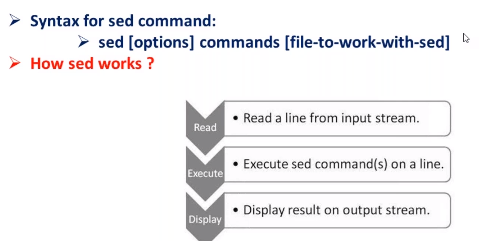 ➤ Syntax for sed command:
➤ sed [options] commands [file-to-work-with-sed]
➤ How sed works ?
Read
• Read a line from input stream.
Execute
• Execute sed command(s) on a line.
Display
• Display result on output stream.